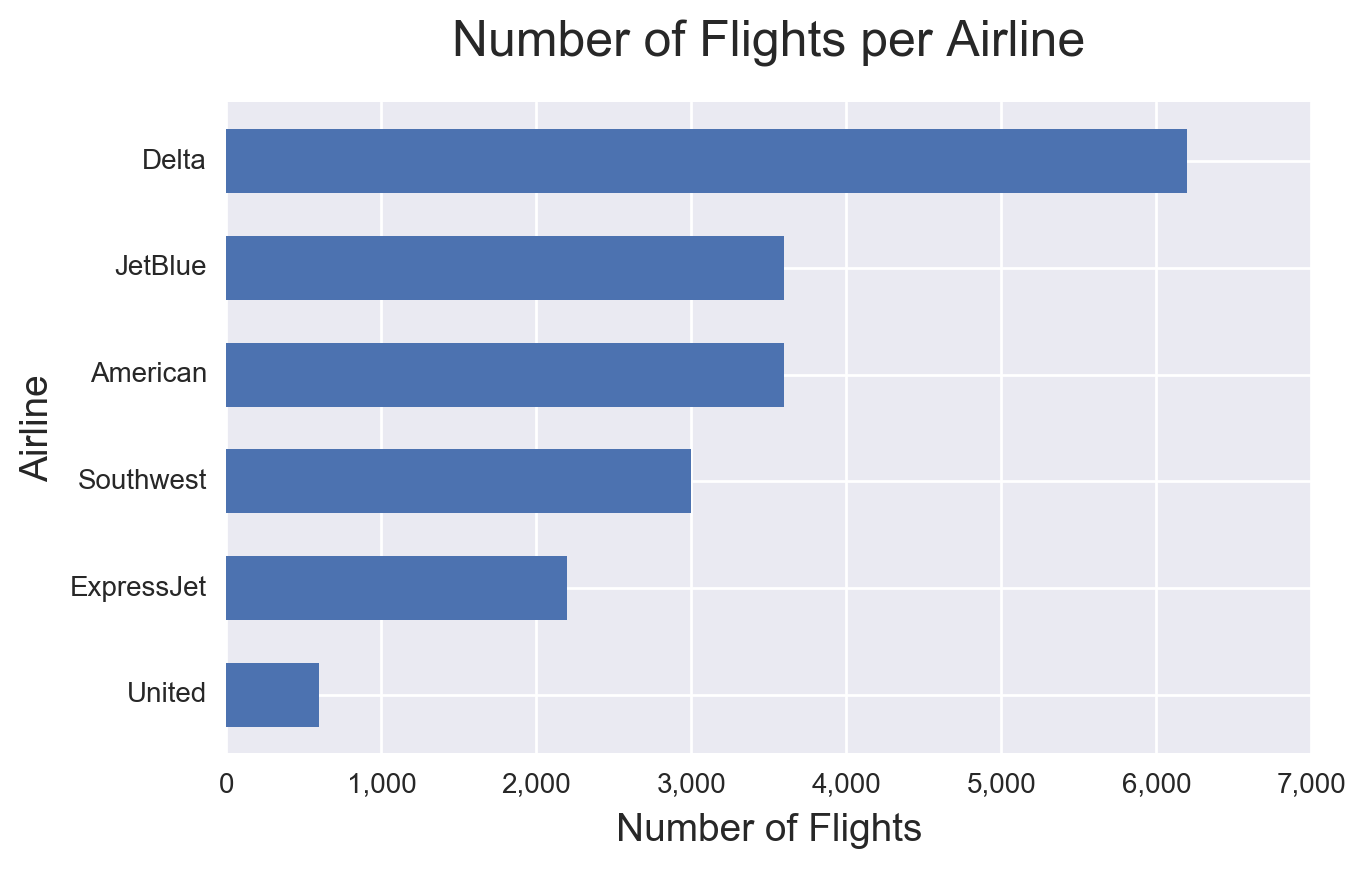 Number of Flights per Airline
Delta
JetBlue
American
Southwest
ExpressJet
United
Airline
0 1,000 2,000 3,000 4,000 5,000 6,000 7,000
Number of Flights